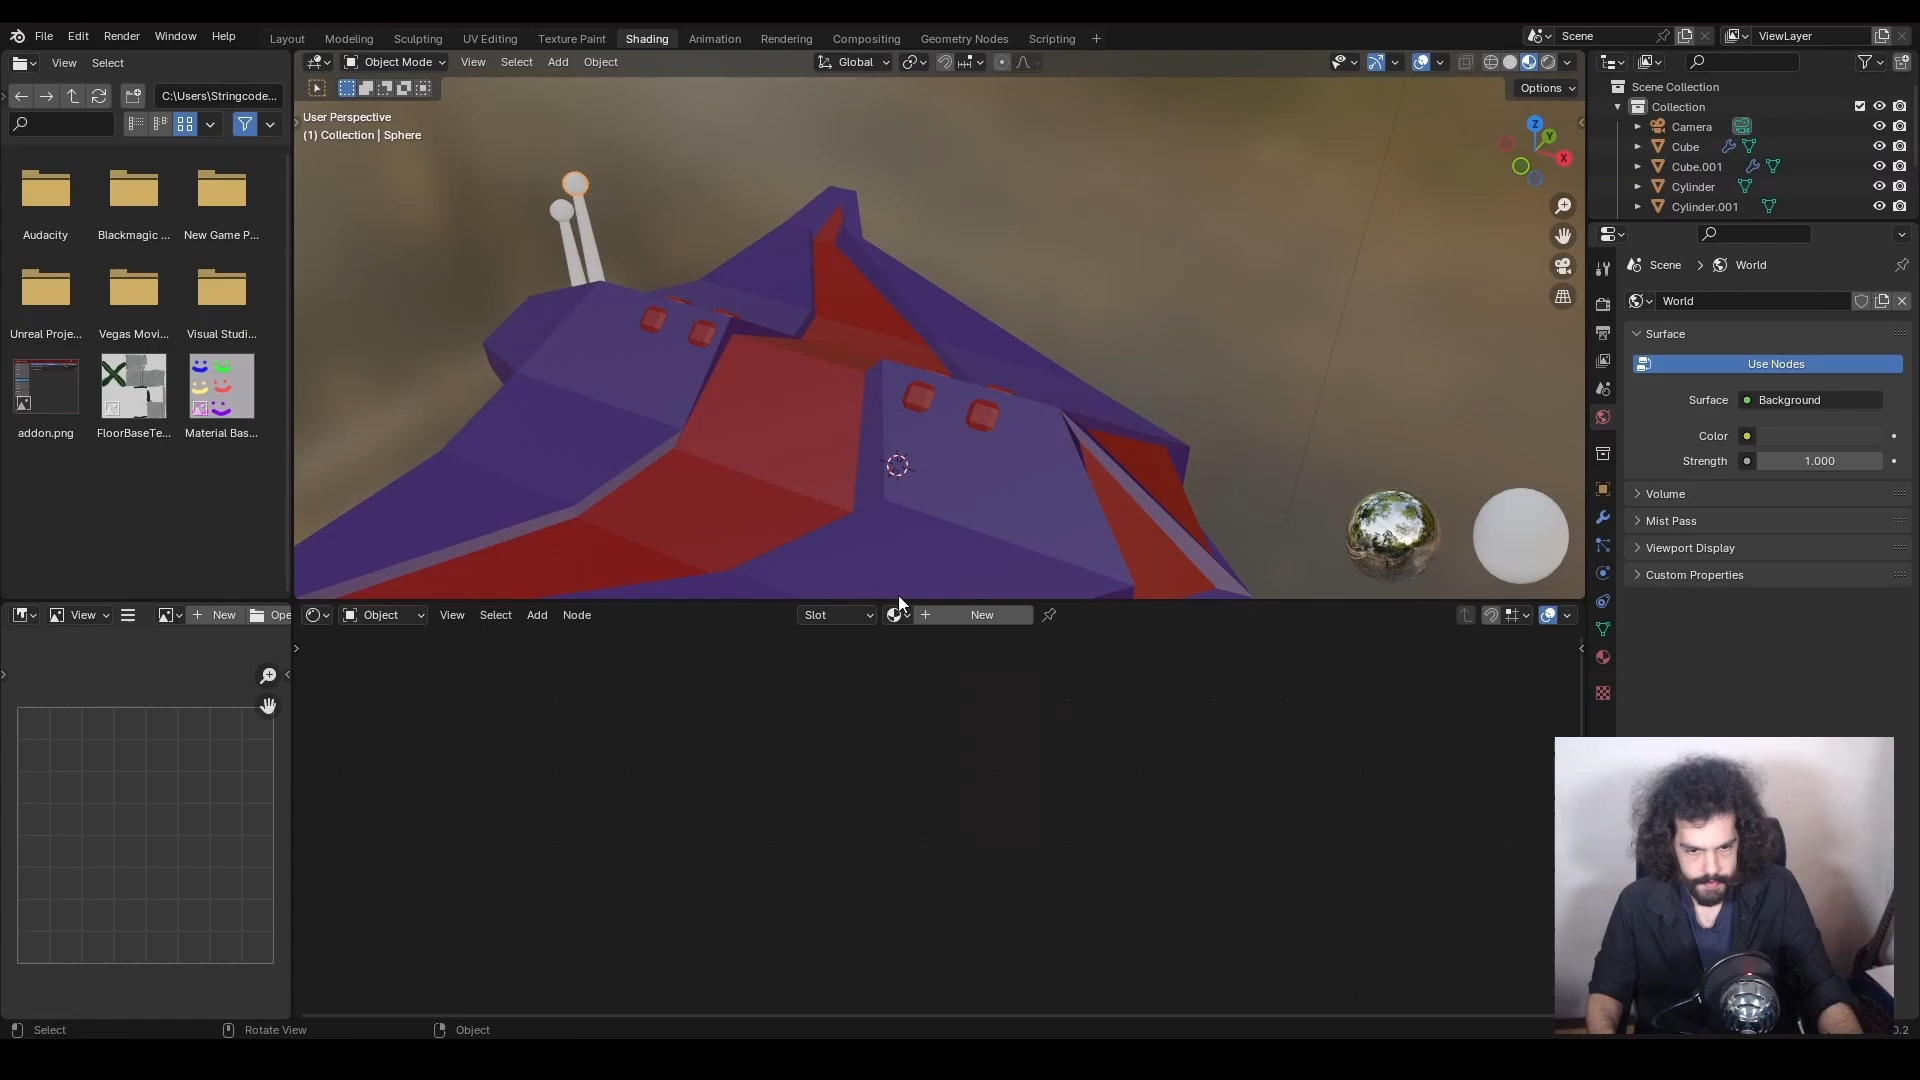 File Edit Render Window Help
Layout Modeling Sculpting UV Editing Texture Paint Shading Animation Rendering Compositing Geometry Nodes Scripting
Scene
ViewLayer
View Select
C:\Users\Stringcode...
Audacity
Blackmagic ...
New Game P...
Unreal Proje...
Vegas Movi...
Visual Studi...
addon.png
FloorBaseTe...
Material Bas...
Object Mode View Select Add Object
Global
Options
User Perspective
(1) Collection | Sphere
Z
Y
X
Scene Collection
Collection
Camera
Cube
Cube.001
Cylinder
Cylinder.001
Scene > World
World
Surface
Use Nodes
Surface Background
Color
Strength 1.000
Volume
Mist Pass
Viewport Display
Custom Properties
View New Ope
Object View Select Add Node
Slot
New
Select
Rotate View
Object
0.2